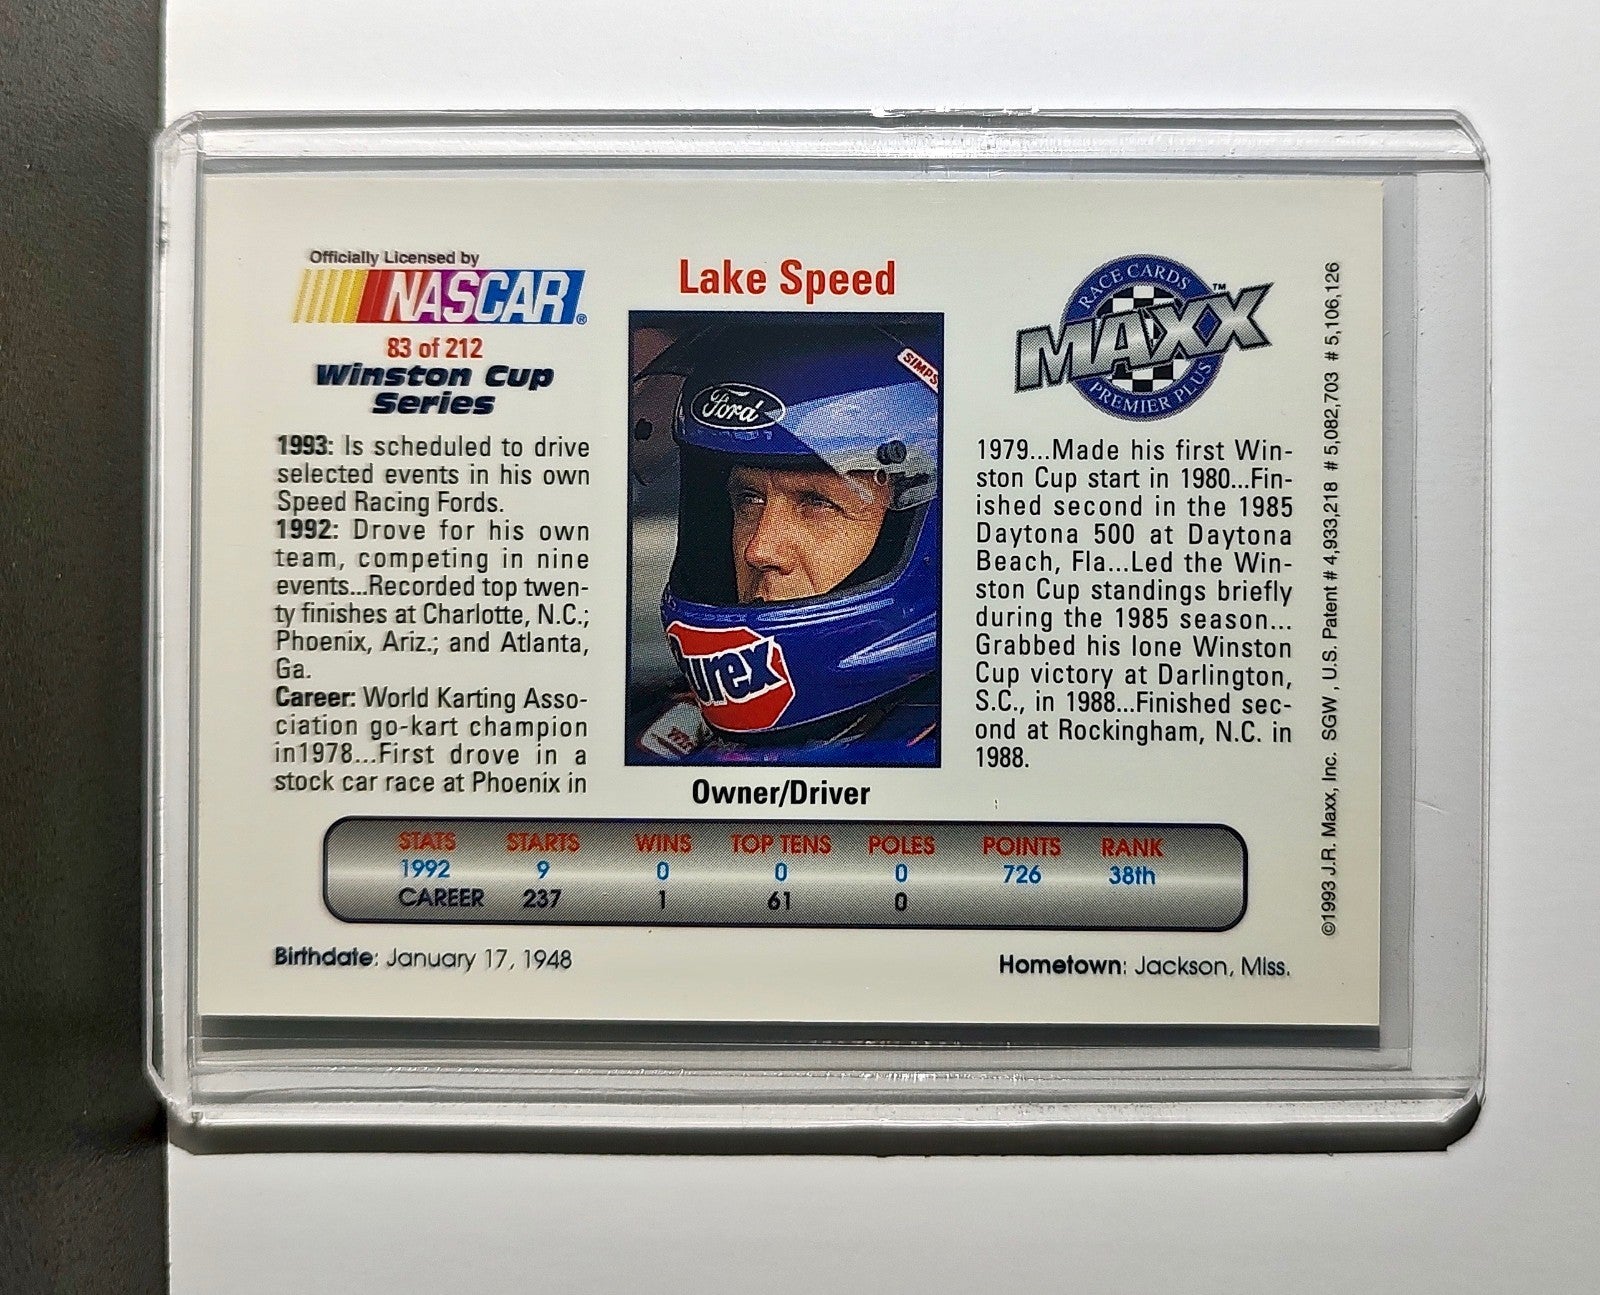 Officially Licensed by
NASCAR®
83 of 212
Winston Cup
Series
1993: Is scheduled to drive
selected events in his own
Speed Racing Fords.
1992: Drove for his own
team, competing in nine
events...Recorded top twen-
ty finishes at Charlotte, N.C.;
Phoenix, Ariz.; and Atlanta,
Ga.
Career: World Karting Asso-
ciation go-kart champion
in1978...First drove in a
stock car race at Phoenix in
Lake Speed
SIMPS
Ford
Purex
Owner/Driver
RACE CARDS
MAXX™
PREMIER PLUS
1979...Made his first Win-
ston Cup start in 1980...Fin-
ished second in the 1985
Daytona 500 at Daytona
Beach, Fla...Led the Win-
ston Cup standings briefly
during the 1985 season...
Grabbed his lone Winston
Cup victory at Darlington,
S.C., in 1988...Finished sec-
ond at Rockingham, N.C. in
1988.
STATS STARTS WINS TOP TENS POLES POINTS RANK
1992 9 0 0 0 726 38th
CAREER 237 1 61 0
Birthdate: January 17, 1948
Hometown: Jackson, Miss.
©1993 J.R. Maxx, Inc. SGW, U.S. Patent # 4,933,218 # 5,082,703 # 5,106,126